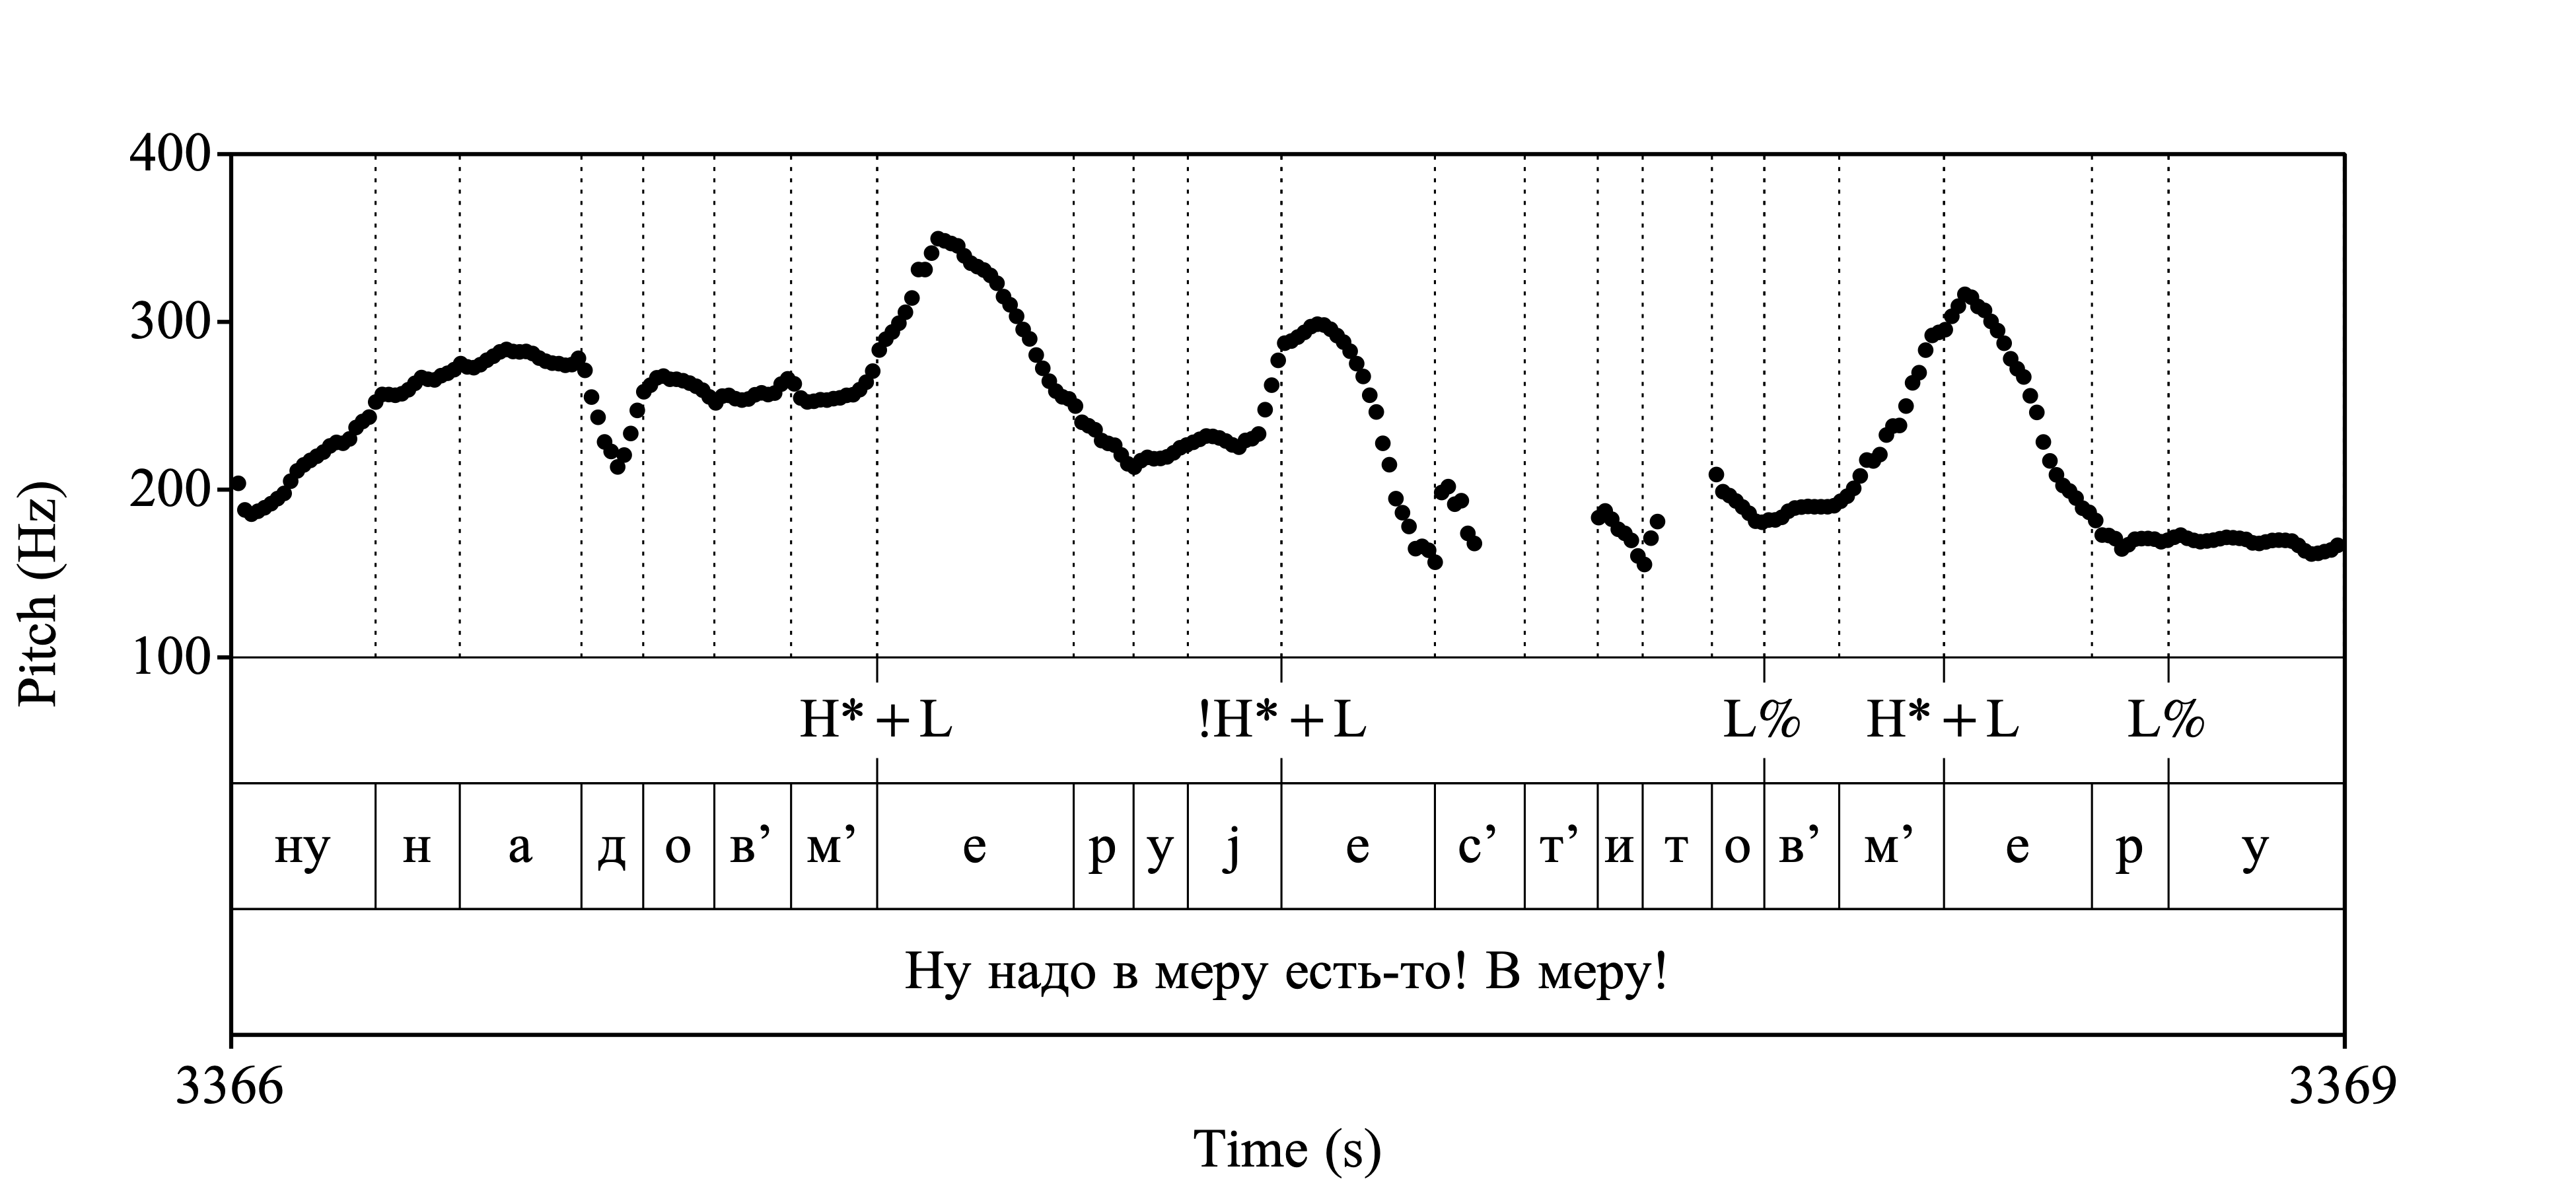 400
300
200
100
Pitch (Hz)
H* + L !H* + L L% H* + L L%
ну н а д о в’ м’ е р у j е с’ т’ и т о в’ м’ е р у
Ну надо в меру есть-то! В меру!
3366 3369
Time (s)